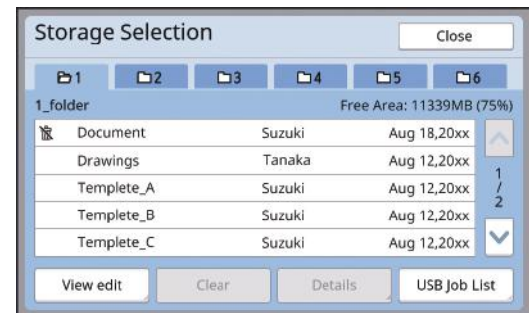 Storage Selection Close
1 2 3 4 5 6
1_folder Free Area: 11339MB (75%)
Document Suzuki Aug 18,20xx
Drawings Tanaka Aug 12,20xx
Templete_A Suzuki Aug 12,20xx
Templete_B Suzuki Aug 12,20xx
Templete_C Suzuki Aug 12,20xx
1
/
2
View edit Clear Details USB Job List